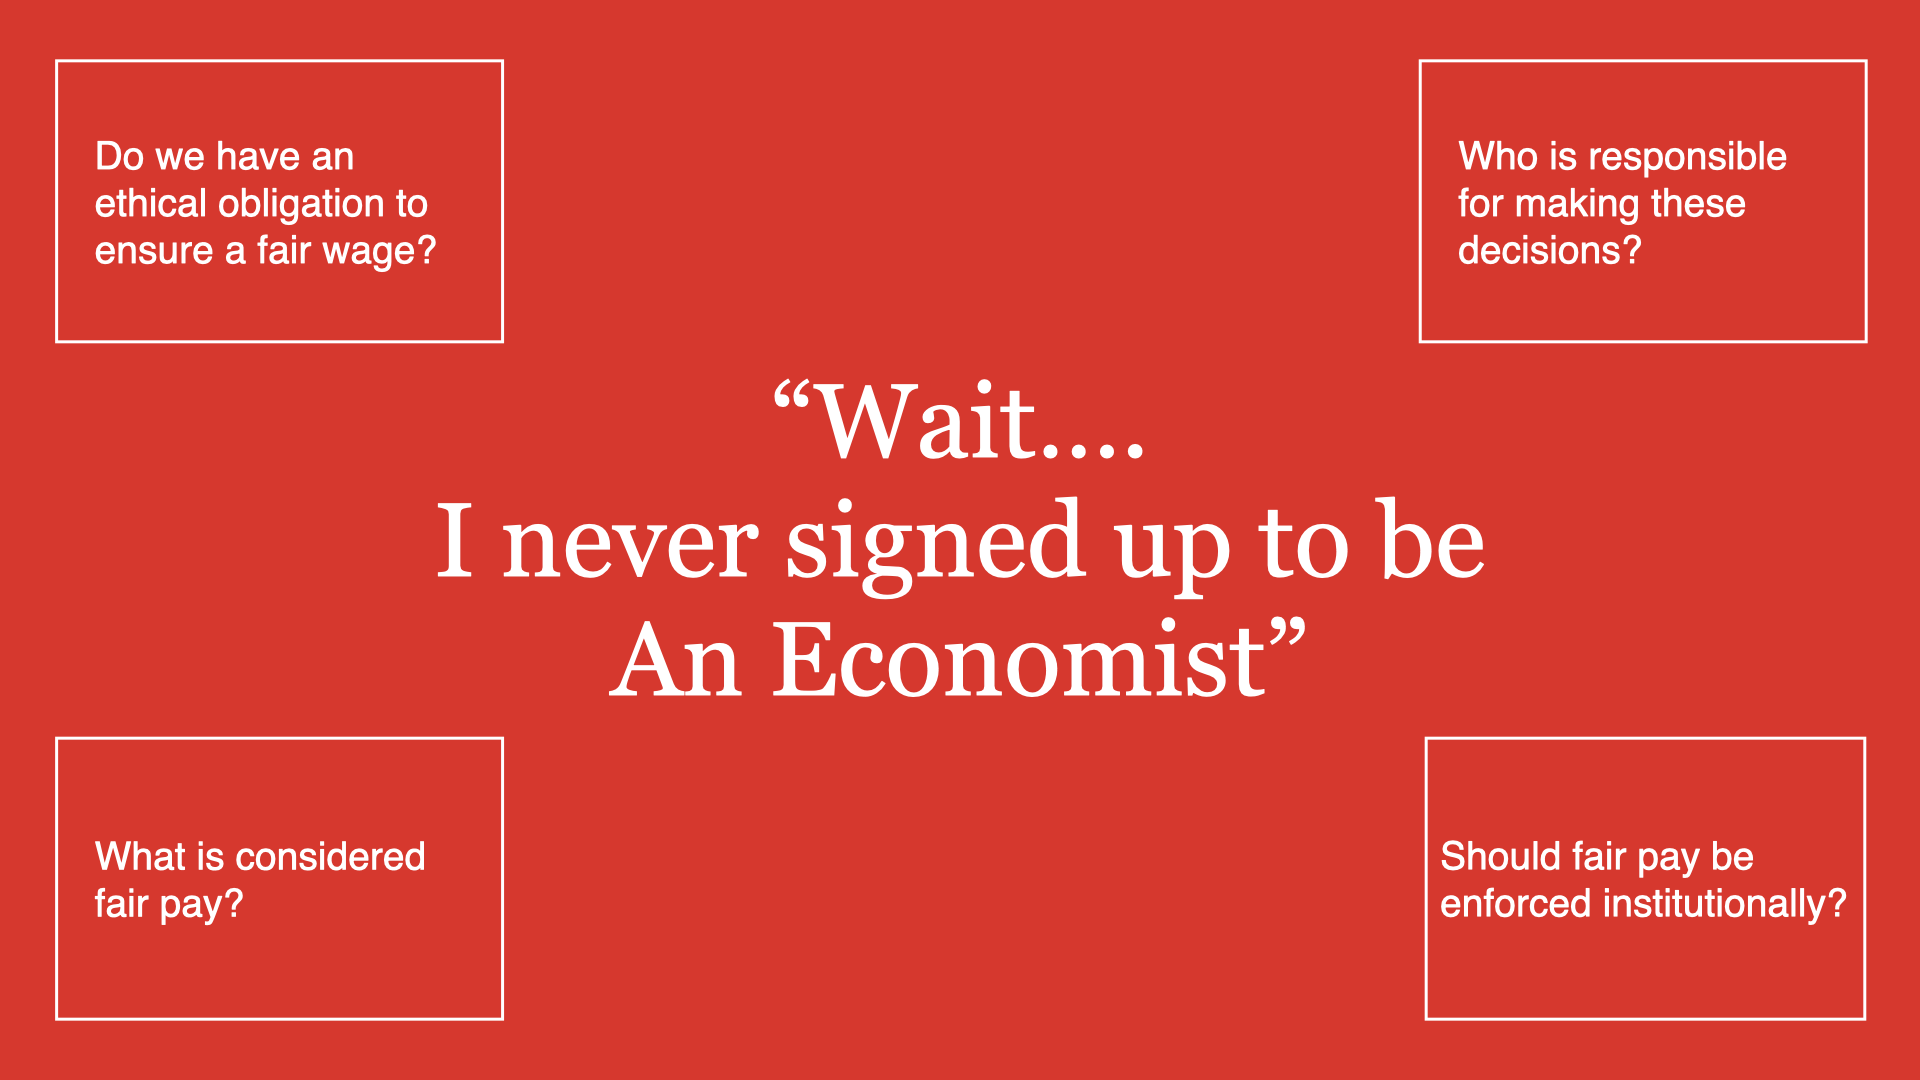 Do we have an
ethical obligation to
ensure a fair wage?
Who is responsible
for making these
decisions?
“Wait....
I never signed up to be
An Economist”
What is considered
fair pay?
Should fair pay be
enforced institutionally?